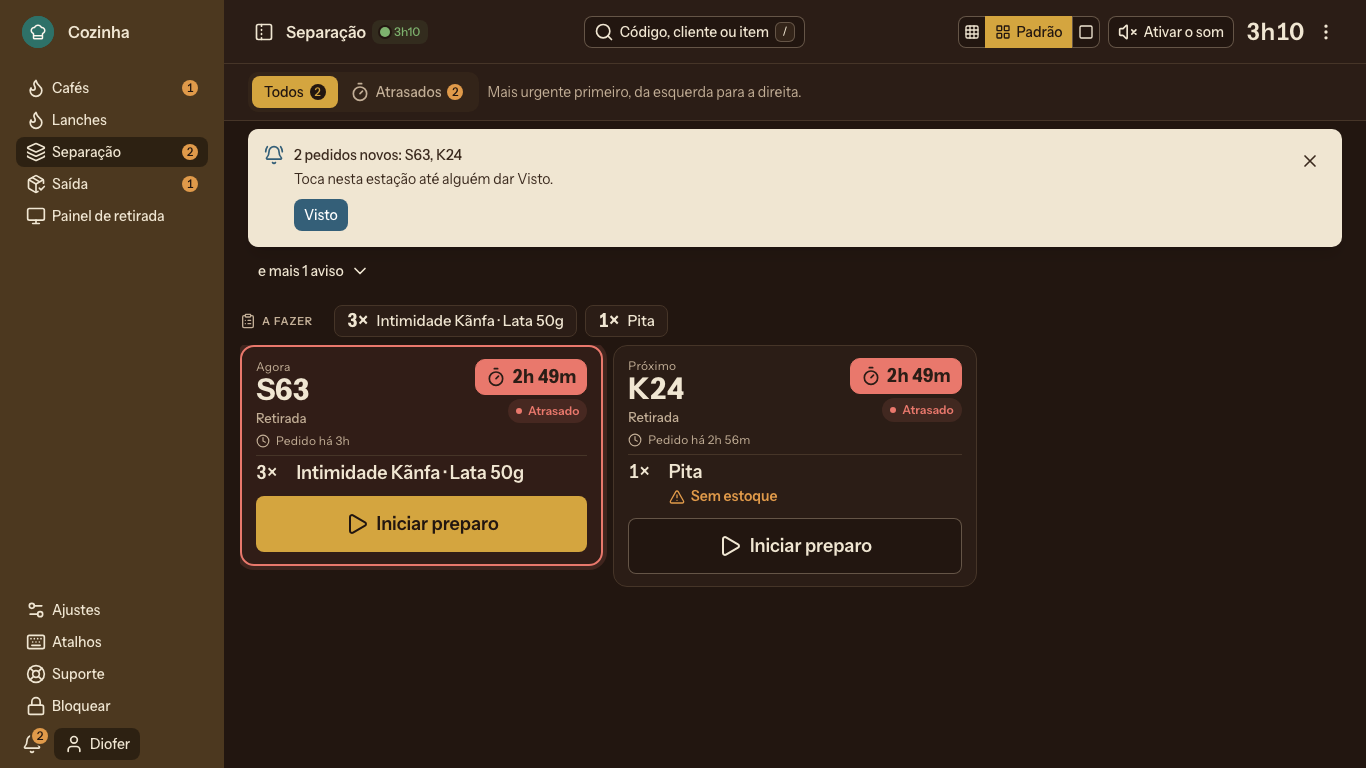 Cozinha
Cafés 1
Lanches
Separação 2
Saída 1
Painel de retirada
Ajustes
Atalhos
Suporte
Bloquear
2
Diofer
Separação 3h10
Código, cliente ou item /
Padrão
Ativar o som
3h10
Todos 2
Atrasados 2
Mais urgente primeiro, da esquerda para a direita.
2 pedidos novos: S63, K24
Toca nesta estação até alguém dar Visto.
Visto
e mais 1 aviso
A FAZER
3× Intimidade Kãnfa · Lata 50g
1× Pita
Agora
S63
2h 49m
Retirada
Atrasado
Pedido há 3h
3× Intimidade Kãnfa · Lata 50g
Iniciar preparo
Próximo
K24
2h 49m
Retirada
Atrasado
Pedido há 2h 56m
1× Pita
Sem estoque
Iniciar preparo